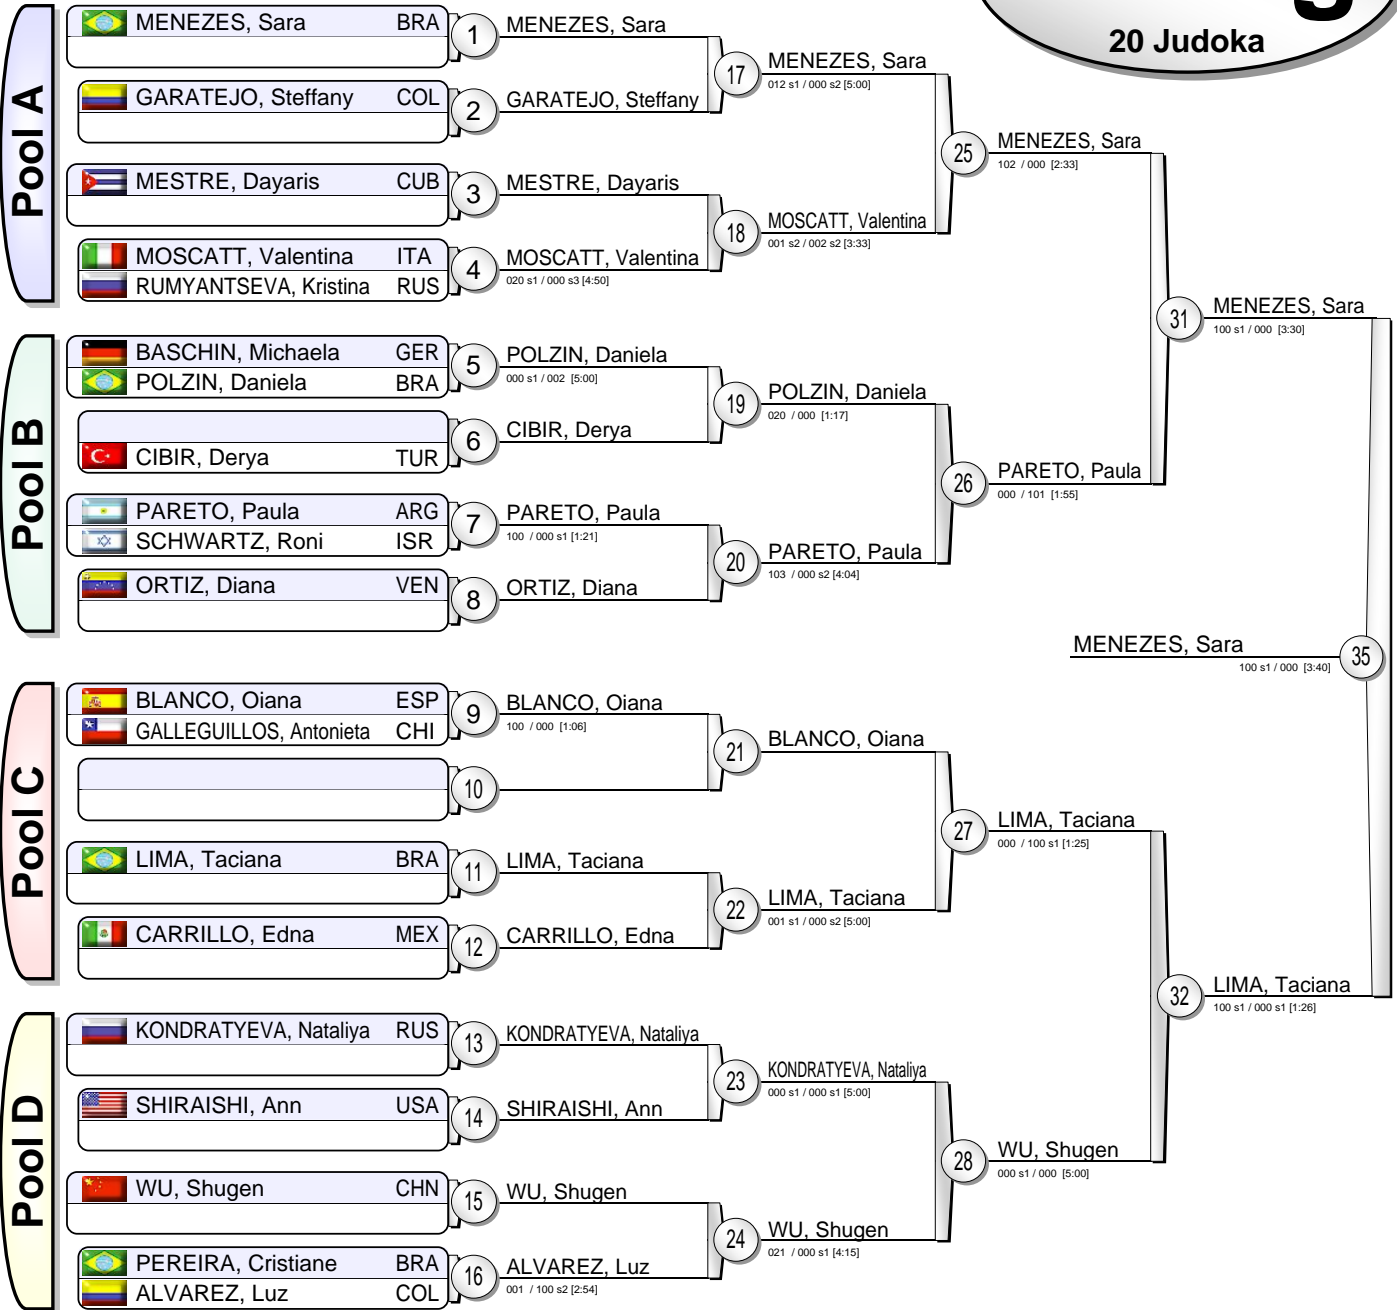 20 Judoka
Pool A
MENEZES, Sara BRA
GARATEJO, Steffany COL
MESTRE, Dayaris CUB
MOSCATT, Valentina ITA
RUMYANTSEVA, Kristina RUS
1
MENEZES, Sara
2
GARATEJO, Steffany
3
MESTRE, Dayaris
4
MOSCATT, Valentina
020 s1 / 000 s3 [4:50]
17
MENEZES, Sara
012 s1 / 000 s2 [5:00]
18
MOSCATT, Valentina
001 s2 / 002 s2 [3:33]
25
MENEZES, Sara
102 / 000 [2:33]
Pool B
BASCHIN, Michaela GER
POLZIN, Daniela BRA
CIBIR, Derya TUR
PARETO, Paula ARG
SCHWARTZ, Roni ISR
ORTIZ, Diana VEN
5
POLZIN, Daniela
000 s1 / 002 [5:00]
6
CIBIR, Derya
7
PARETO, Paula
100 / 000 s1 [1:21]
8
ORTIZ, Diana
19
POLZIN, Daniela
020 / 000 [1:17]
20
PARETO, Paula
103 / 000 s2 [4:04]
26
PARETO, Paula
000 / 101 [1:55]
31
MENEZES, Sara
100 s1 / 000 [3:30]
MENEZES, Sara
100 s1 / 000 [3:40]
35
Pool C
BLANCO, Oiana ESP
GALLEGUILLOS, Antonieta CHI
LIMA, Taciana BRA
CARRILLO, Edna MEX
9
BLANCO, Oiana
100 / 000 [1:06]
10
11
LIMA, Taciana
12
CARRILLO, Edna
21
BLANCO, Oiana
22
LIMA, Taciana
001 s1 / 000 s2 [5:00]
27
LIMA, Taciana
000 / 100 s1 [1:25]
Pool D
KONDRATYEVA, Nataliya RUS
SHIRAISHI, Ann USA
WU, Shugen CHN
PEREIRA, Cristiane BRA
ALVAREZ, Luz COL
13
KONDRATYEVA, Nataliya
14
SHIRAISHI, Ann
15
WU, Shugen
16
ALVAREZ, Luz
001 / 100 s2 [2:54]
23
KONDRATYEVA, Nataliya
000 s1 / 000 s1 [5:00]
24
WU, Shugen
021 / 000 s1 [4:15]
28
WU, Shugen
000 s1 / 000 [5:00]
32
LIMA, Taciana
100 s1 / 000 s1 [1:26]